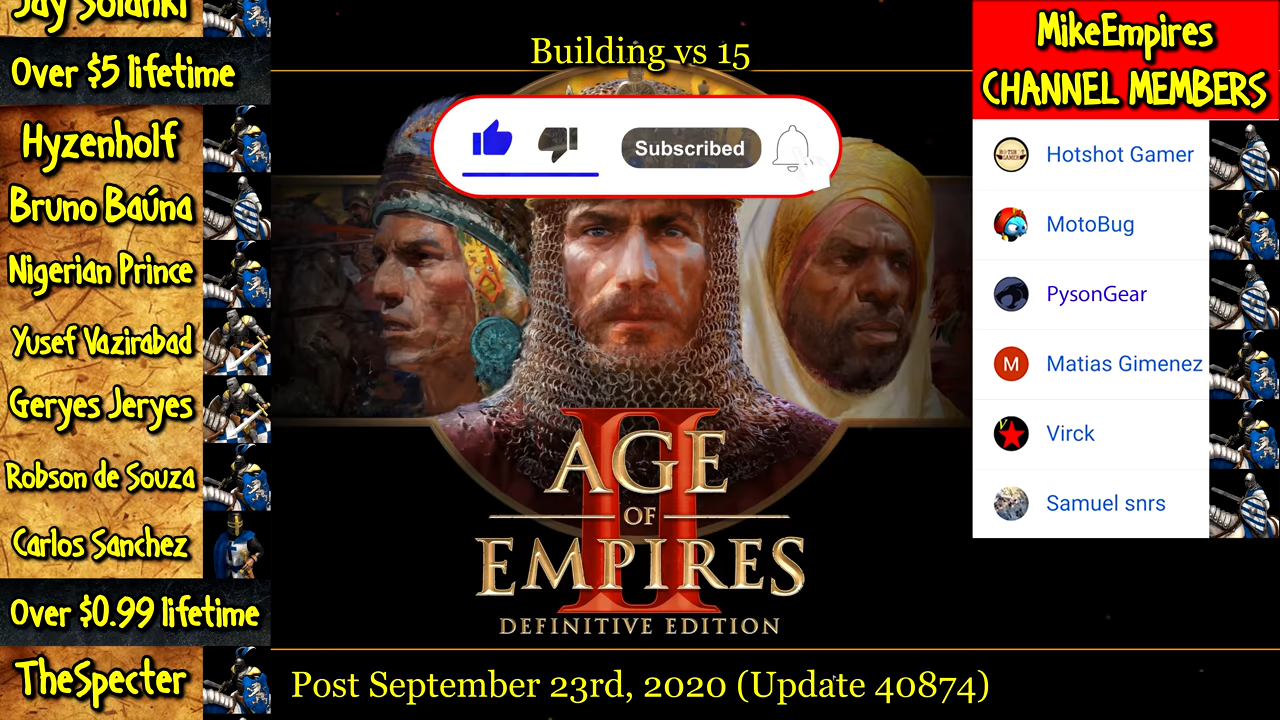 Jay Solanki
Over $5 lifetime
Hyzenholf
Bruno Baúna
Nigerian Prince
Yusef Vazirabad
Geryes Jeryes
Robson de Souza
Carlos Sanchez
Over $0.99 lifetime
TheSpecter
Building vs 15
Subscribed
AGE
OF
EMPIRES
II
DEFINITIVE EDITION
Post September 23rd, 2020 (Update 40874)
MikeEmpires
CHANNEL MEMBERS
Hotshot Gamer
MotoBug
PysonGear
M
Matias Gimenez
V
Virck
Samuel snrs